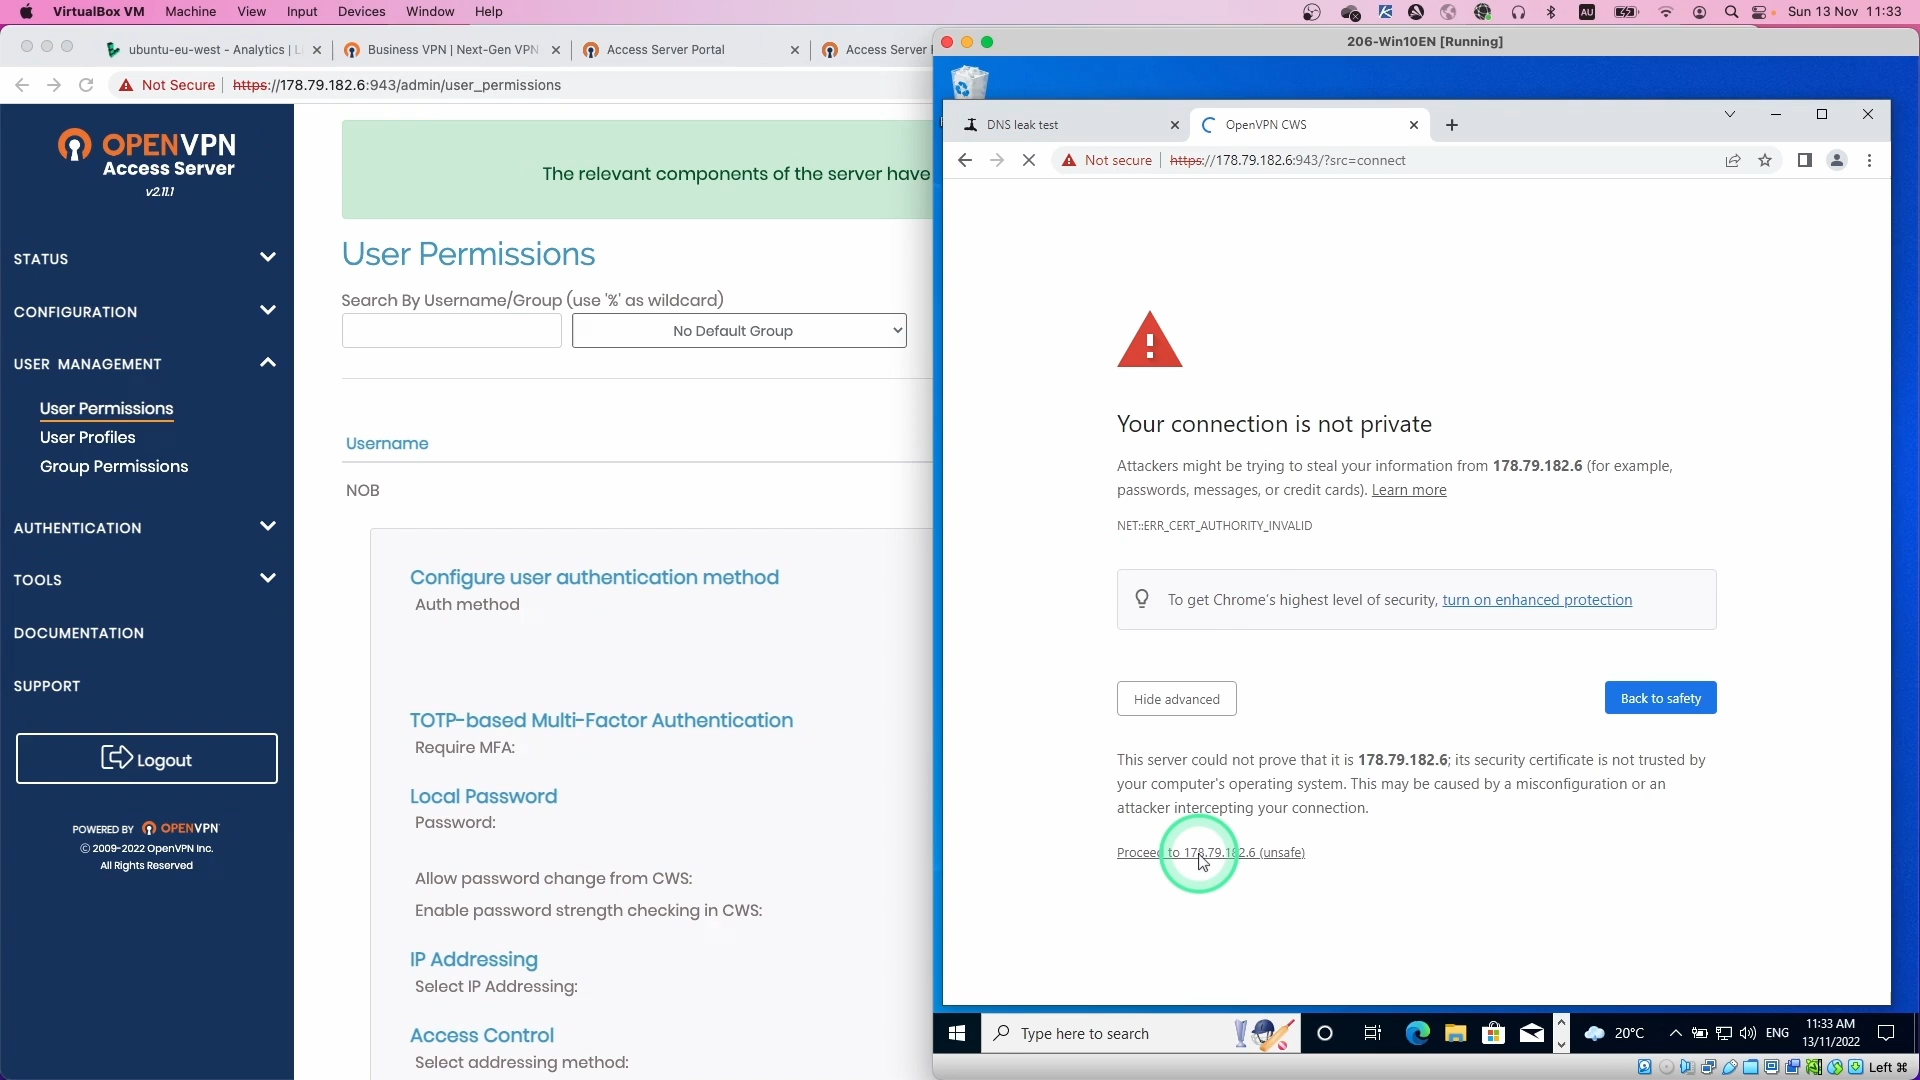 VirtualBox VM Machine View Input Devices Window Help
AU
Sun 13 Nov 11:33
ubuntu-eu-west - Analytics | Li
Business VPN | Next-Gen VPN
Access Server Portal
Access Server
Not Secure
https://178.79.182.6:943/admin/user_permissions
OPENVPN
Access Server
v2.11.1
STATUS
CONFIGURATION
USER MANAGEMENT
User Permissions
User Profiles
Group Permissions
AUTHENTICATION
TOOLS
DOCUMENTATION
SUPPORT
Logout
POWERED BY OPENVPN
© 2009-2022 OpenVPN Inc.
All Rights Reserved
The relevant components of the server have
User Permissions
Search By Username/Group (use '%' as wildcard)
No Default Group
Username
NOB
Configure user authentication method
Auth method
TOTP-based Multi-Factor Authentication
Require MFA:
Local Password
Password:
Allow password change from CWS:
Enable password strength checking in CWS:
IP Addressing
Select IP Addressing:
Access Control
Select addressing method:
206-Win10EN [Running]
DNS leak test
OpenVPN CWS
Not secure
https://178.79.182.6:943/?src=connect
Your connection is not private
Attackers might be trying to steal your information from 178.79.182.6 (for example,
passwords, messages, or credit cards). Learn more
NET::ERR_CERT_AUTHORITY_INVALID
To get Chrome's highest level of security, turn on enhanced protection
Hide advanced
Back to safety
This server could not prove that it is 178.79.182.6; its security certificate is not trusted by
your computer's operating system. This may be caused by a misconfiguration or an
attacker intercepting your connection.
Proceed to 178.79.182.6 (unsafe)
Type here to search
20°C
ENG
11:33 AM
13/11/2022
Left ⌘